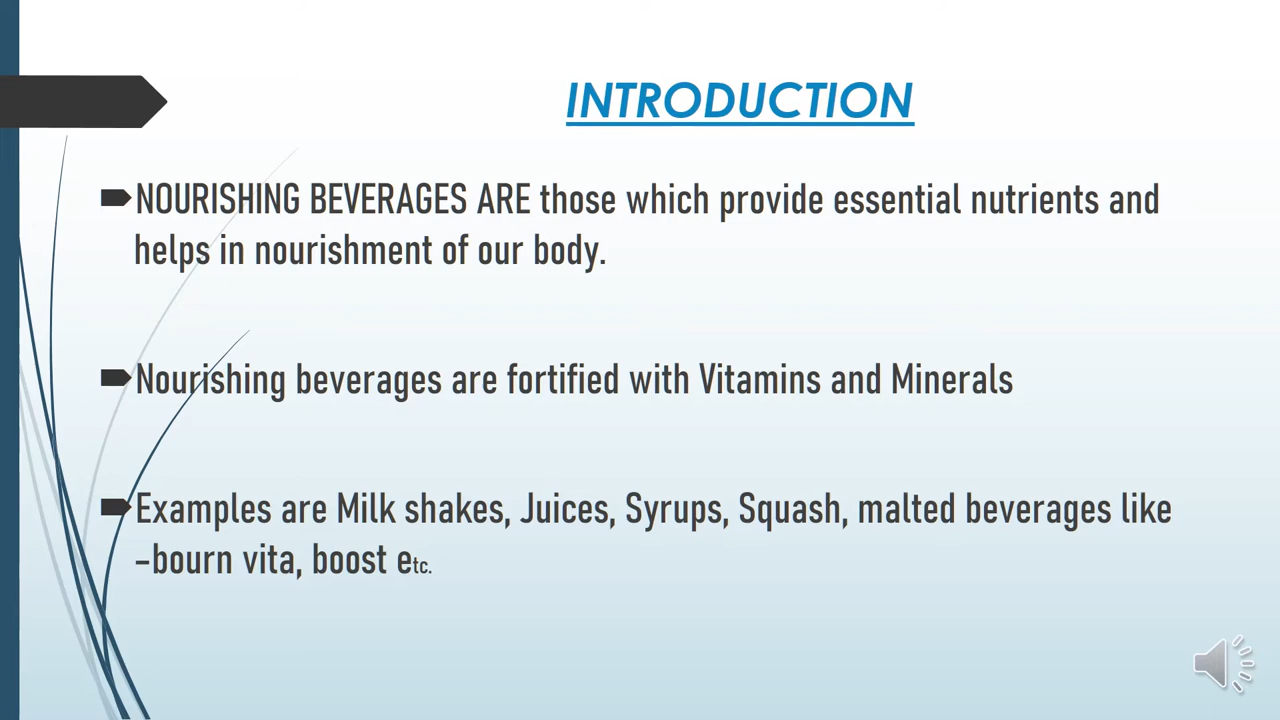 INTRODUCTION
NOURISHING BEVERAGES ARE those which provide essential nutrients and
helps in nourishment of our body.
Nourishing beverages are fortified with Vitamins and Minerals
Examples are Milk shakes, Juices, Syrups, Squash, malted beverages like
–bourn vita, boost etc.